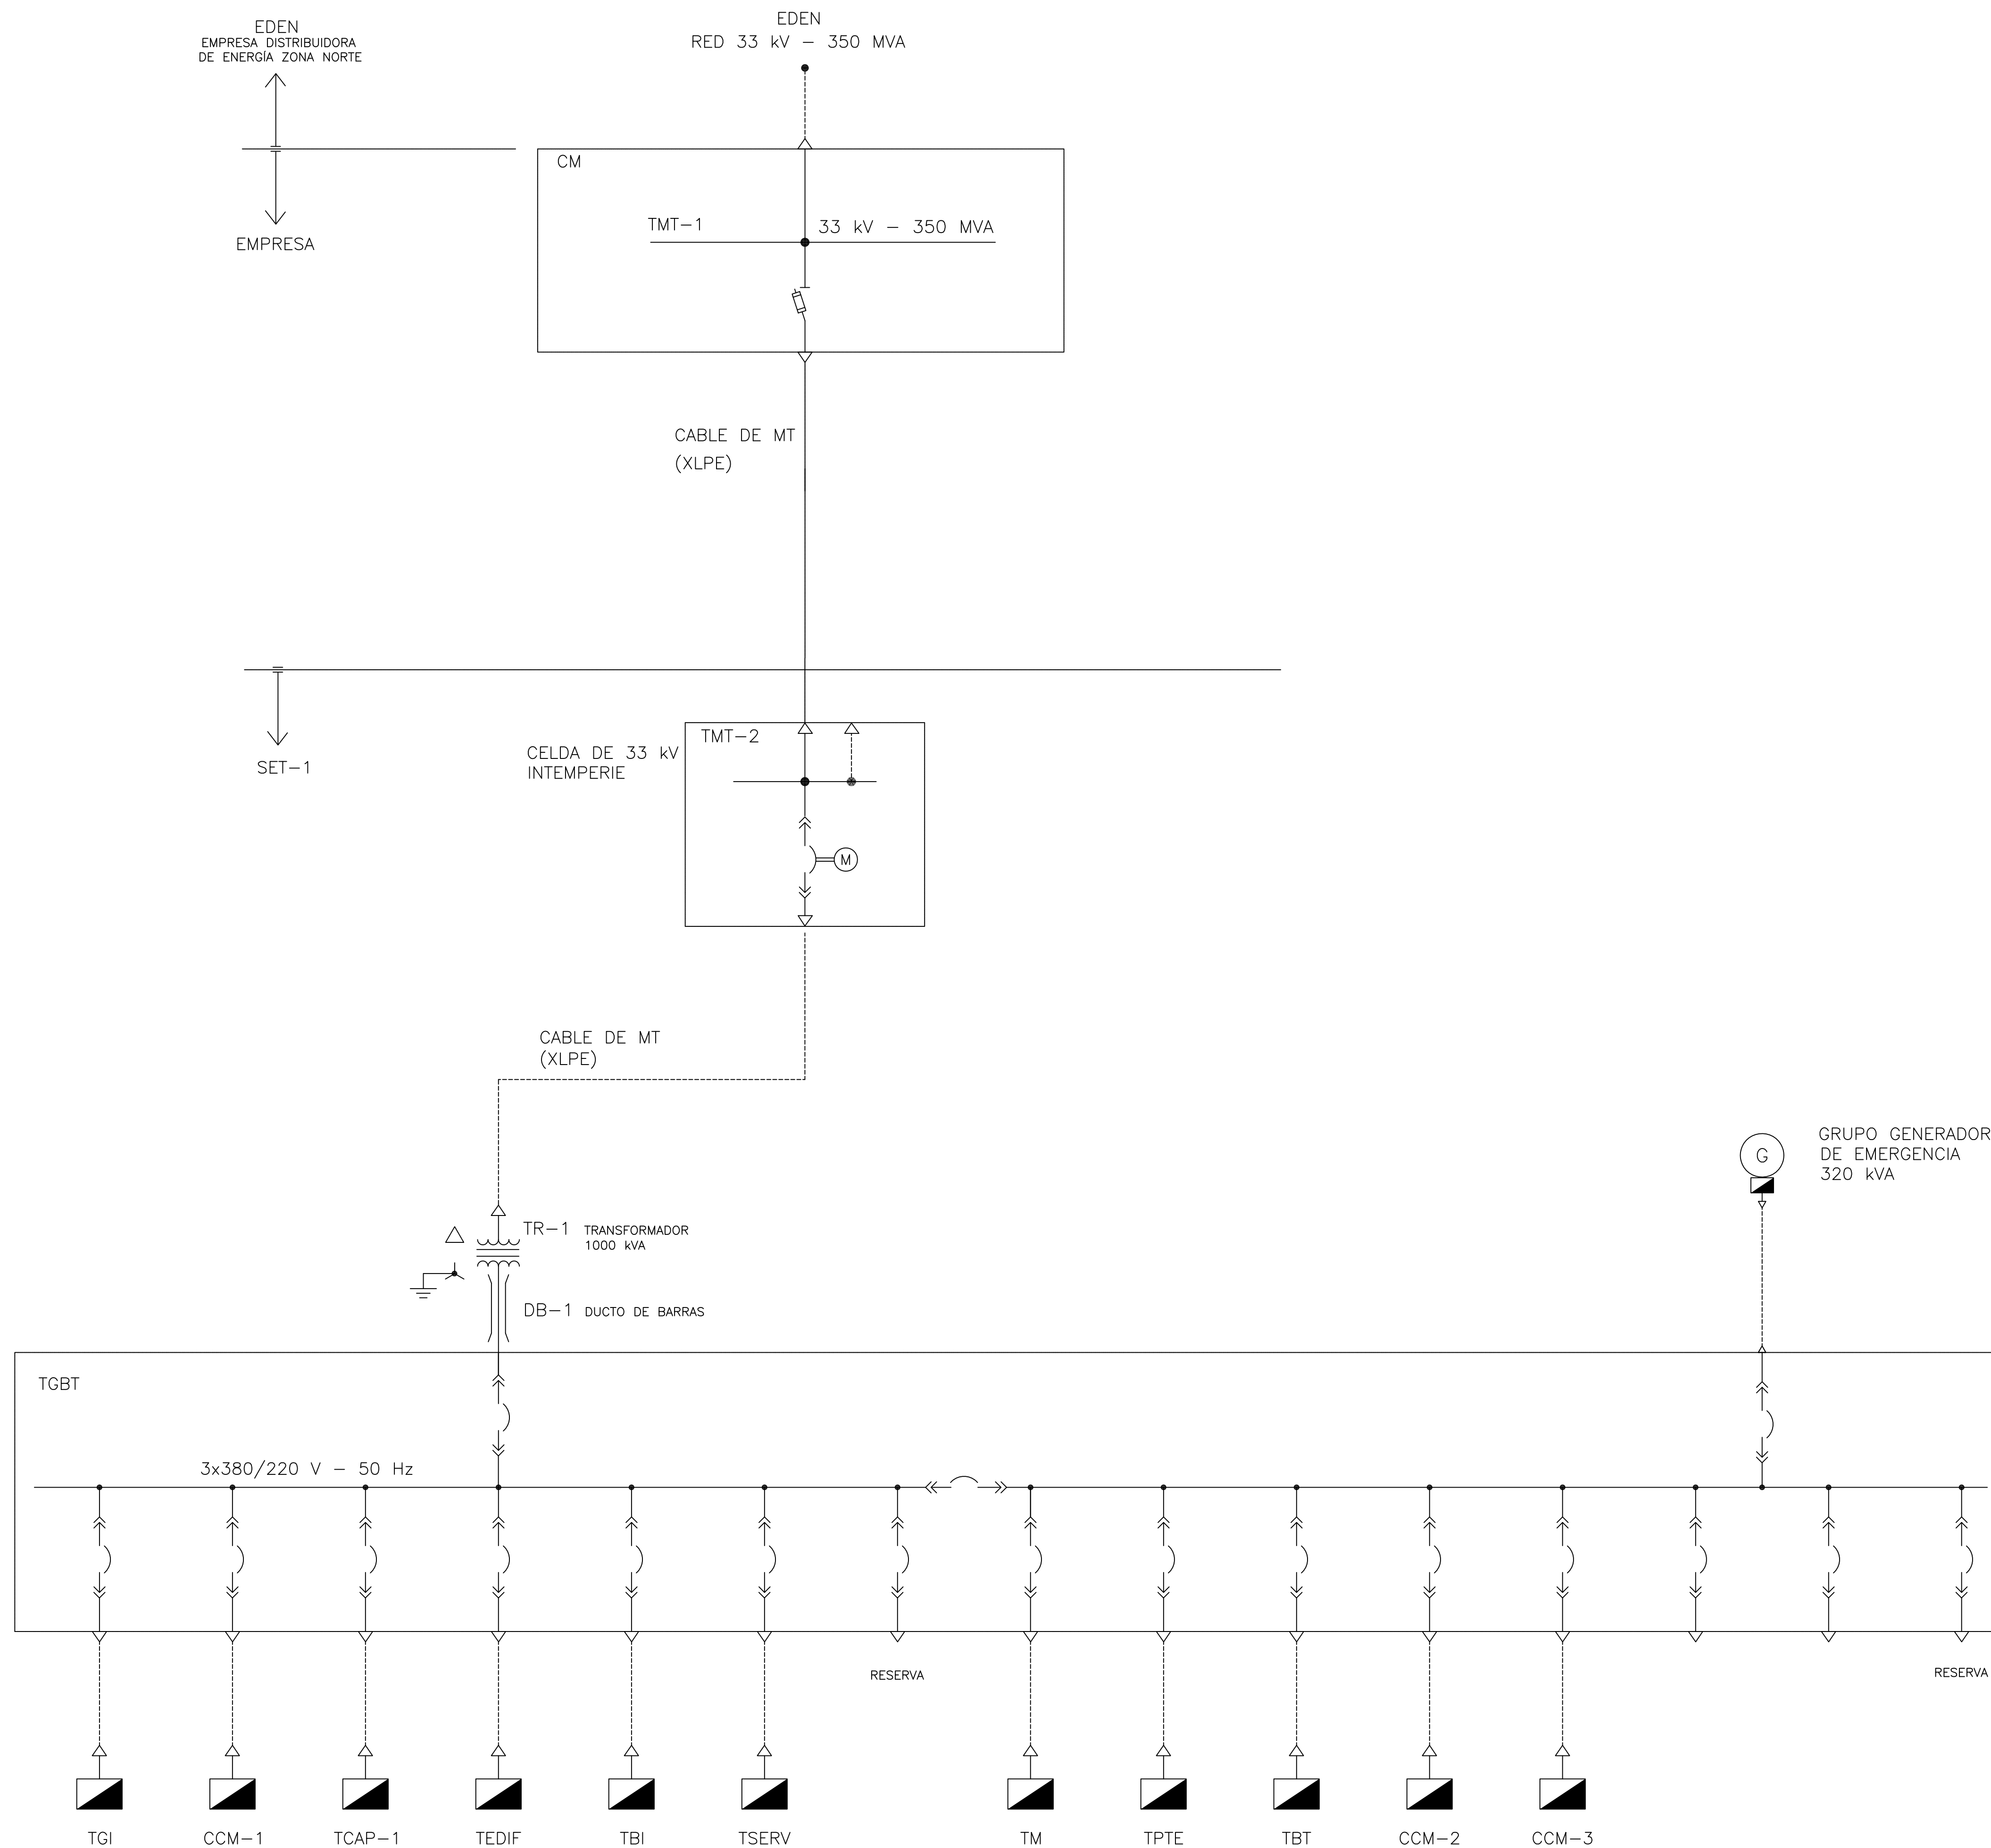 EDEN
EMPRESA DISTRIBUIDORA
DE ENERGÍA ZONA NORTE
EMPRESA
EDEN
RED 33 kV - 350 MVA
CM
TMT-1
33 kV - 350 MVA
CABLE DE MT
(XLPE)
SET-1
CELDA DE 33 kV
INTEMPERIE
TMT-2
M
CABLE DE MT
(XLPE)
G
GRUPO GENERADOR
DE EMERGENCIA
320 kVA
TR-1 TRANSFORMADOR
1000 kVA
DB-1 DUCTO DE BARRAS
TGBT
3x380/220 V - 50 Hz
RESERVA
RESERVA
TGI
CCM-1
TCAP-1
TEDIF
TBI
TSERV
TM
TPTE
TBT
CCM-2
CCM-3